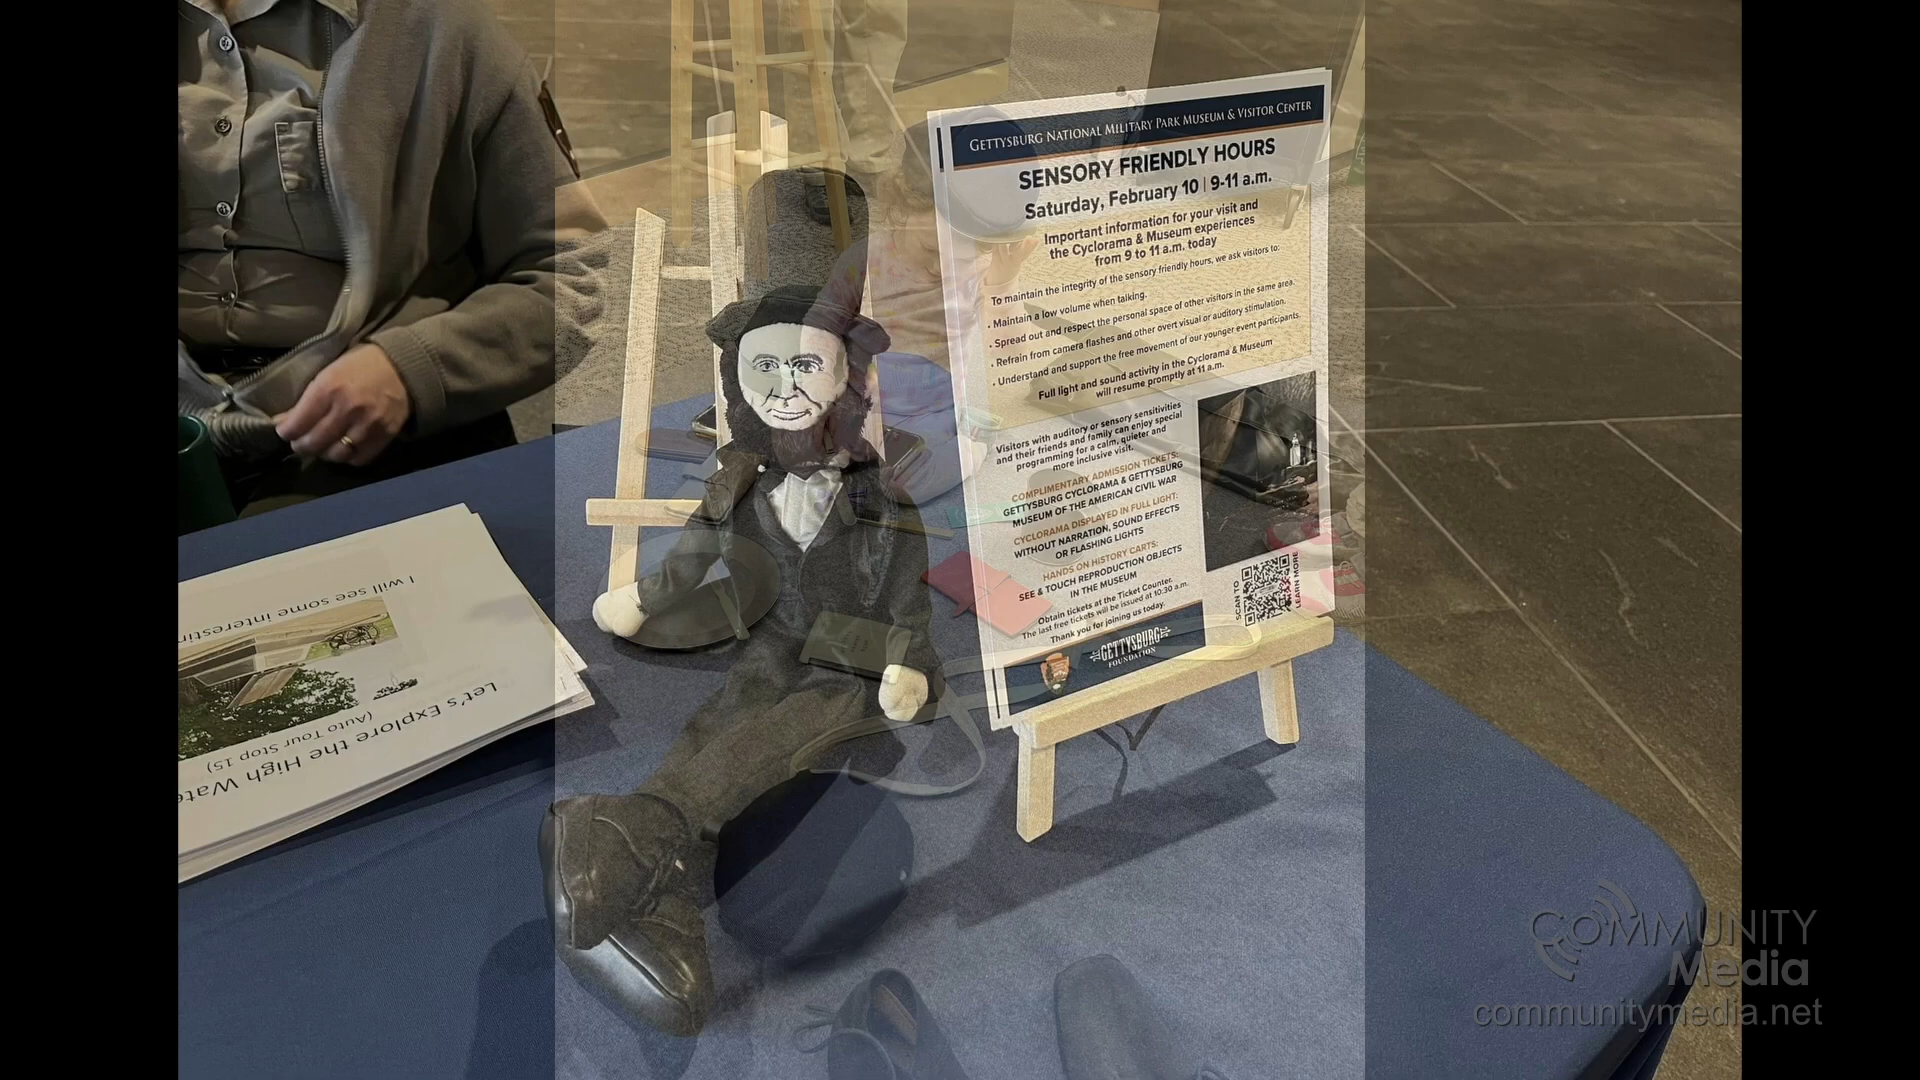 GETTYSBURG NATIONAL MILITARY PARK MUSEUM & VISITOR CENTER
SENSORY FRIENDLY HOURS
Saturday, February 10 | 9-11 a.m.
Important information for your visit and
the Cyclorama & Museum experiences
from 9 to 11 a.m. today
To maintain the integrity of the sensory friendly hours, we ask visitors to:
• Maintain a low volume when talking.
• Spread out and respect the personal space of other visitors in the same area.
• Refrain from camera flashes and other overt visual or auditory stimulation.
• Understand and support the free movement of our younger event participants.
Full light and sound activity in the Cyclorama & Museum
will resume promptly at 11 a.m.
Visitors with auditory or sensory sensitivities
and their friends and family can enjoy special
programming for a calm, quieter and
more inclusive visit.
COMPLIMENTARY ADMISSION TICKETS:
GETTYSBURG CYCLORAMA & GETTYSBURG
MUSEUM OF THE AMERICAN CIVIL WAR
CYCLORAMA DISPLAYED IN FULL LIGHT:
WITHOUT NARRATION, SOUND EFFECTS
OR FLASHING LIGHTS
HANDS ON HISTORY CARTS:
SEE & TOUCH REPRODUCTION OBJECTS
IN THE MUSEUM
Obtain tickets at the Ticket Counter.
The last free tickets will be issued at 10:30 a.m.
Thank you for joining us today.
SCAN TO
LEARN MORE
GETTYSBURG
FOUNDATION
Let's Explore the High Wate
(Auto Tour Stop 15)
I will see some interestin
COMMUNITY
Media
communitymedia.net